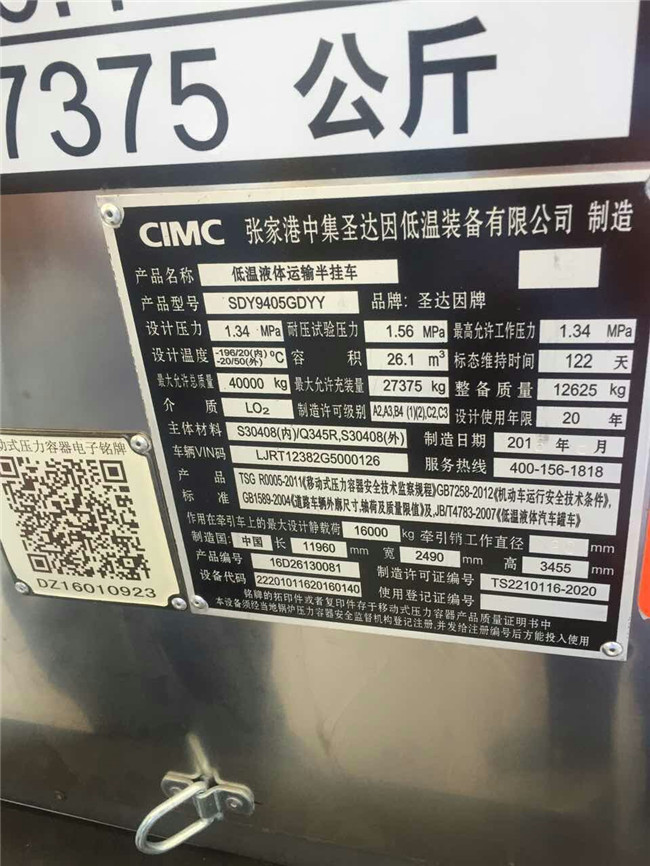 7375 公斤
CIMC 张家港中集圣达因低温装备有限公司 制造
产品名称 低温液体运输半挂车
产品型号 SDY9405GDYY 品牌：圣达因牌
设计压力 1.34 MPa 耐压试验压力 1.56 MPa 最高允许工作压力 1.34 MPa
设计温度 -196/20(内) -20/50(外) ℃ 容积 26.1 m³ 标态维持时间 122 天
最大允许总质量 40000 kg 最大允许充装量 27375 kg 整备质量 12625 kg
介质 LO₂ 制造许可级别 A2,A3,B4 (1)(2),C2,C3 设计使用年限 20 年
主体材料 S30408(内)/Q345R,S30408(外) 制造日期 201 年 月
车辆VIN码 LJRT12382G5000126 服务热线 400-156-1818
产品标准 TSG R0005-2011《移动式压力容器安全技术监察规程》GB7258-2012《机动车运行安全技术条件》,
GB1589-2004《道路车辆外廓尺寸,轴荷及质量限值》及JB/T4783-2007《低温液体汽车罐车》
作用在牵引车上的最大设计静载荷 16000 kg 牵引销工作直径 mm
制造国： 中国 长 11960 mm 宽 2490 mm 高 3455 mm
产品编号 16D26130081 制造许可证编号 TS2210116-2020
设备代码 22201011620160140 使用登记证编号
铭牌的拓印件或者复印件存于移动式压力容器产品质量证明书中
本设备须经当地锅炉压力容器安全监督机构登记注册,并发给注册编号后方能投入使用
动式压力容器电子铭牌
DZ16010923